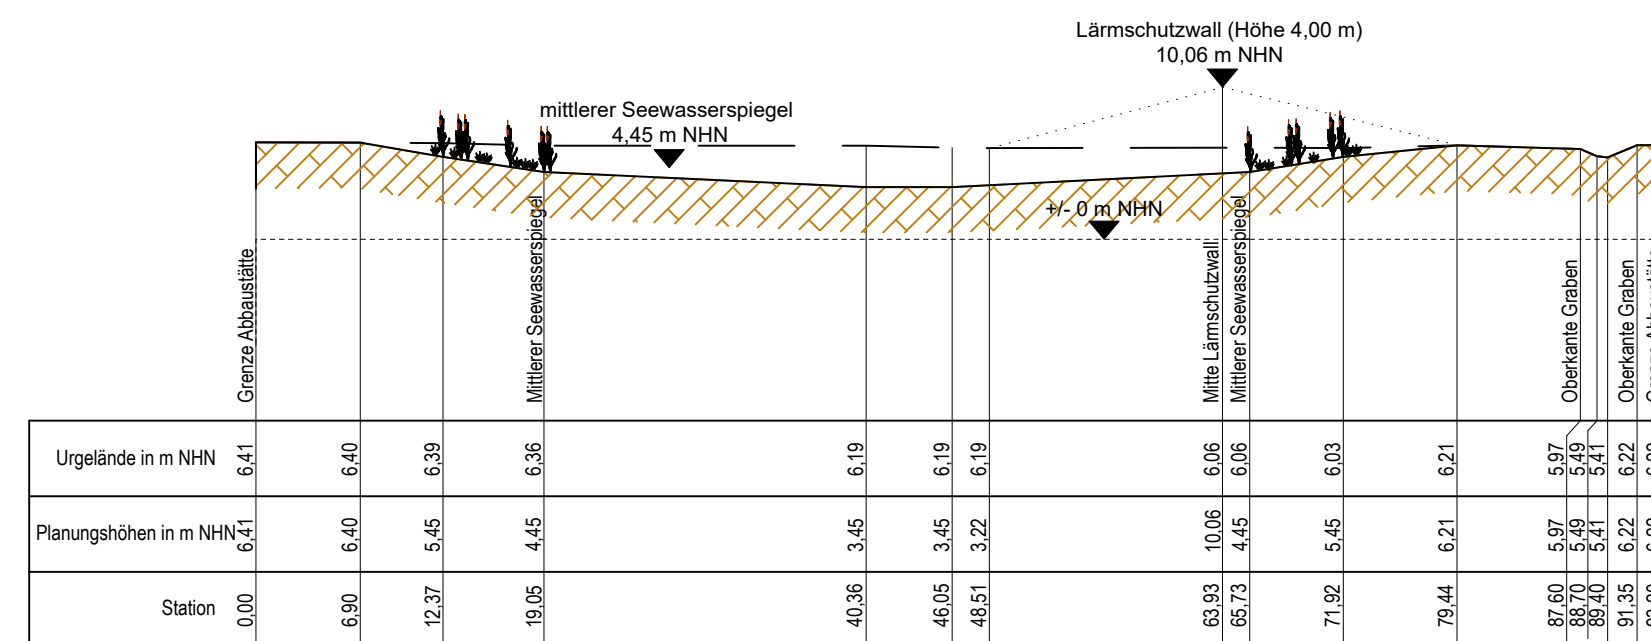 Lärmschutzwall (Höhe 4,00 m)
10,06 m NHN
mittlerer Seewasserspiegel
4,45 m NHN
+/- 0 m NHN
Grenze Abbaustätte
Mittlerer Seewasserspiegel
Mitte Lärmschutzwall
Mittlerer Seewasserspiegel
Oberkante Graben
Oberkante Graben
Urgelände in m NHN 6,41 6,40 6,39 6,36 6,19 6,19 6,19 6,06 6,06 6,03 6,21 5,97 5,49 5,41 6,22
Planungshöhen in m NHN 6,41 6,40 5,45 4,45 3,45 3,45 3,22 10,06 4,45 5,45 6,21 5,97 5,49 5,41 6,22
Station 0,00 6,90 12,37 19,05 40,36 46,05 48,51 63,93 65,73 71,92 79,44 87,60 88,70 89,40 91,35